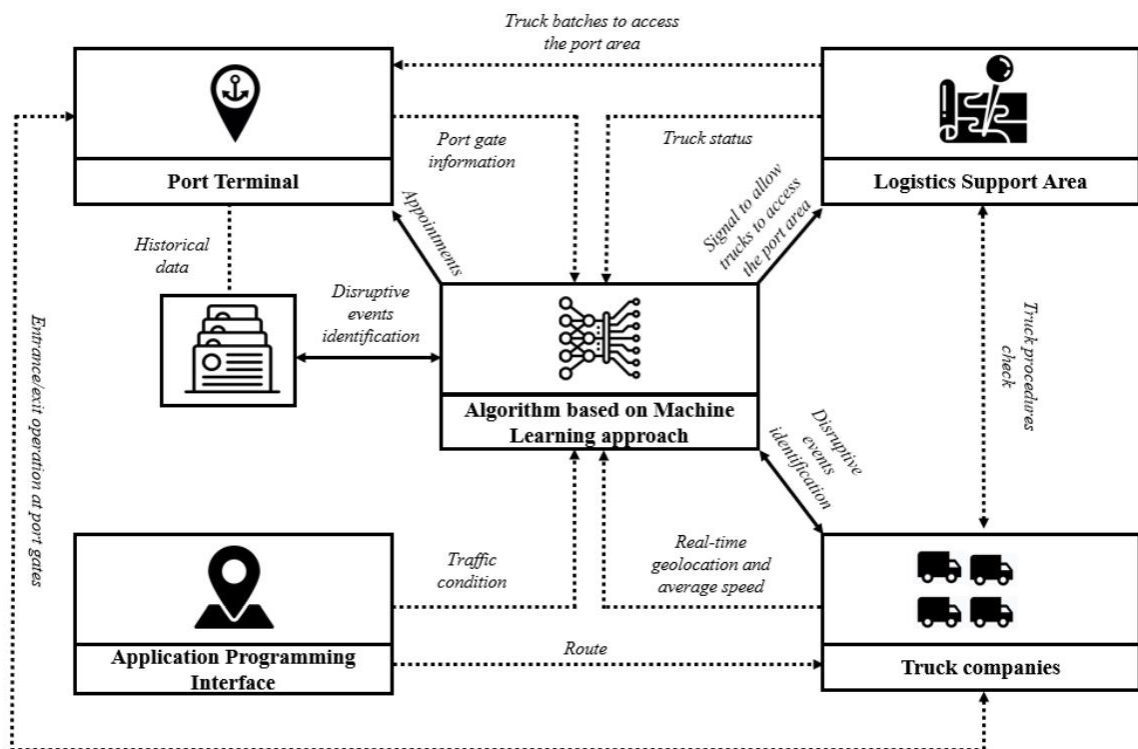 Truck batches to access
the port area
Port Terminal
Port gate
information
Truck status
Logistics Support Area
Appointments
Signal to allow
trucks to access
the port area
Historical
data
Disruptive
events
identification
Algorithm based on Machine
Learning approach
Entrance/exit operation at port gates
Truck procedures
check
Disruptive
events
identification
Traffic
condition
Real-time
geolocation and
average speed
Application Programming
Interface
Route
Truck companies